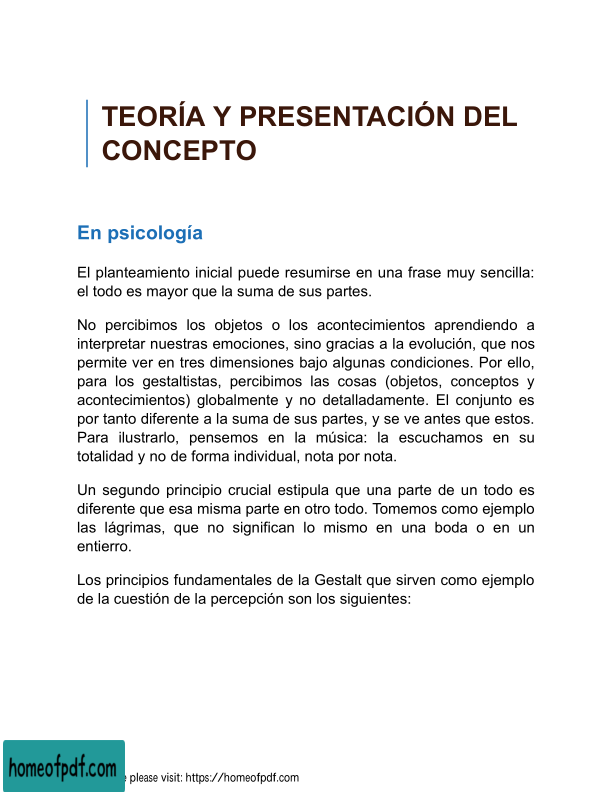 TEORÍA Y PRESENTACIÓN DEL
CONCEPTO
En psicología
El planteamiento inicial puede resumirse en una frase muy sencilla:
el todo es mayor que la suma de sus partes.
No percibimos los objetos o los acontecimientos aprendiendo a
interpretar nuestras emociones, sino gracias a la evolución, que nos
permite ver en tres dimensiones bajo algunas condiciones. Por ello,
para los gestaltistas, percibimos las cosas (objetos, conceptos y
acontecimientos) globalmente y no detalladamente. El conjunto es
por tanto diferente a la suma de sus partes, y se ve antes que estos.
Para ilustrarlo, pensemos en la música: la escuchamos en su
totalidad y no de forma individual, nota por nota.
Un segundo principio crucial estipula que una parte de un todo es
diferente que esa misma parte en otro todo. Tomemos como ejemplo
las lágrimas, que no significan lo mismo en una boda o en un
entierro.
Los principios fundamentales de la Gestalt que sirven como ejemplo
de la cuestión de la percepción son los siguientes:
homeofpdf.com
please visit: https://homeofpdf.com